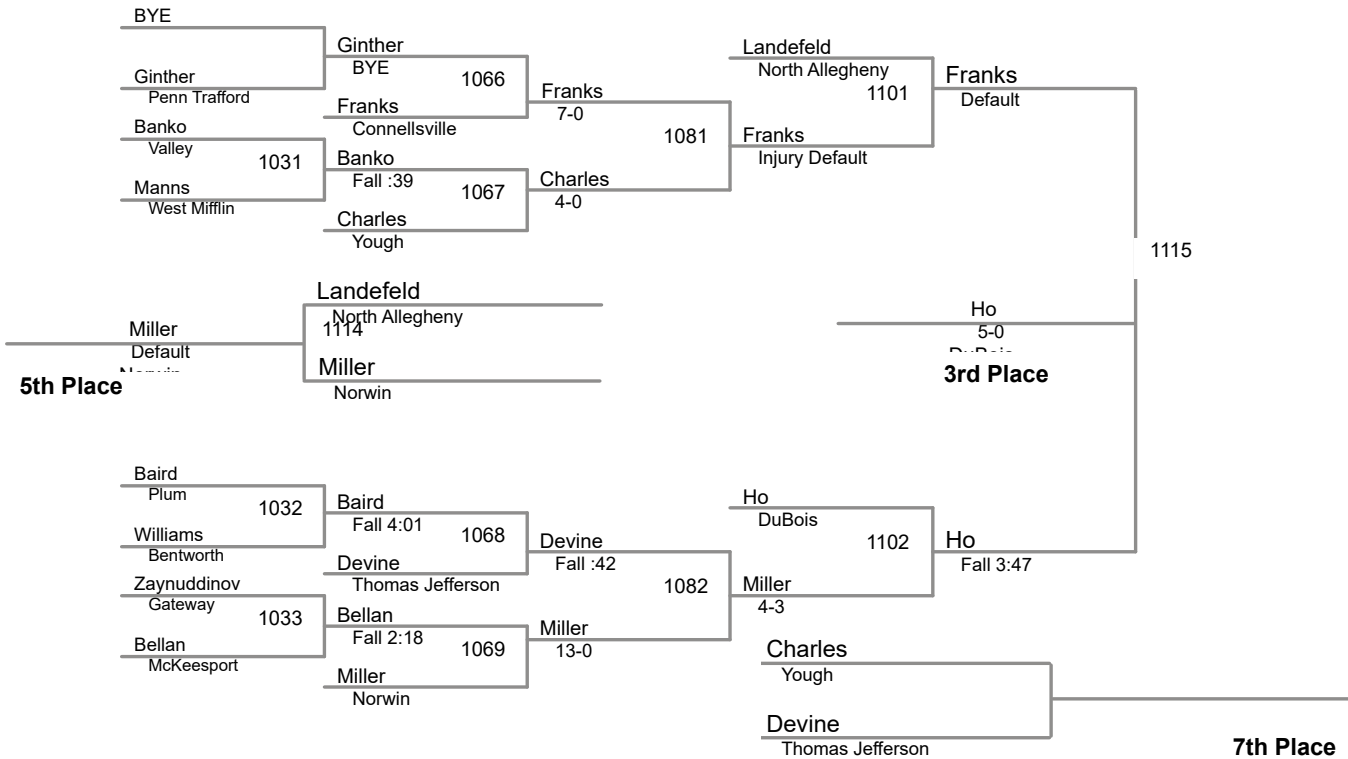 BYE
Ginther
BYE
1066
Ginther
Penn Trafford
Franks
Connellsville
Franks
7-0
1081
Landefeld
North Allegheny
1101
Franks
Default
Banko
Valley
1031
Manns
West Mifflin
Banko
Fall :39
1067
Charles
Yough
Charles
4-0
Franks
Injury Default
1115
Landefeld
North Allegheny
1114
Miller
Default
Miller
Norwin
5th Place
Ho
5-0
3rd Place
Baird
Plum
1032
Williams
Bentworth
Baird
Fall 4:01
1068
Devine
Thomas Jefferson
Devine
Fall :42
1082
Ho
DuBois
1102
Ho
Fall 3:47
Zaynuddinov
Gateway
1033
Bellan
McKeesport
Bellan
Fall 2:18
1069
Miller
Norwin
Miller
13-0
Miller
4-3
Charles
Yough
Devine
Thomas Jefferson
7th Place